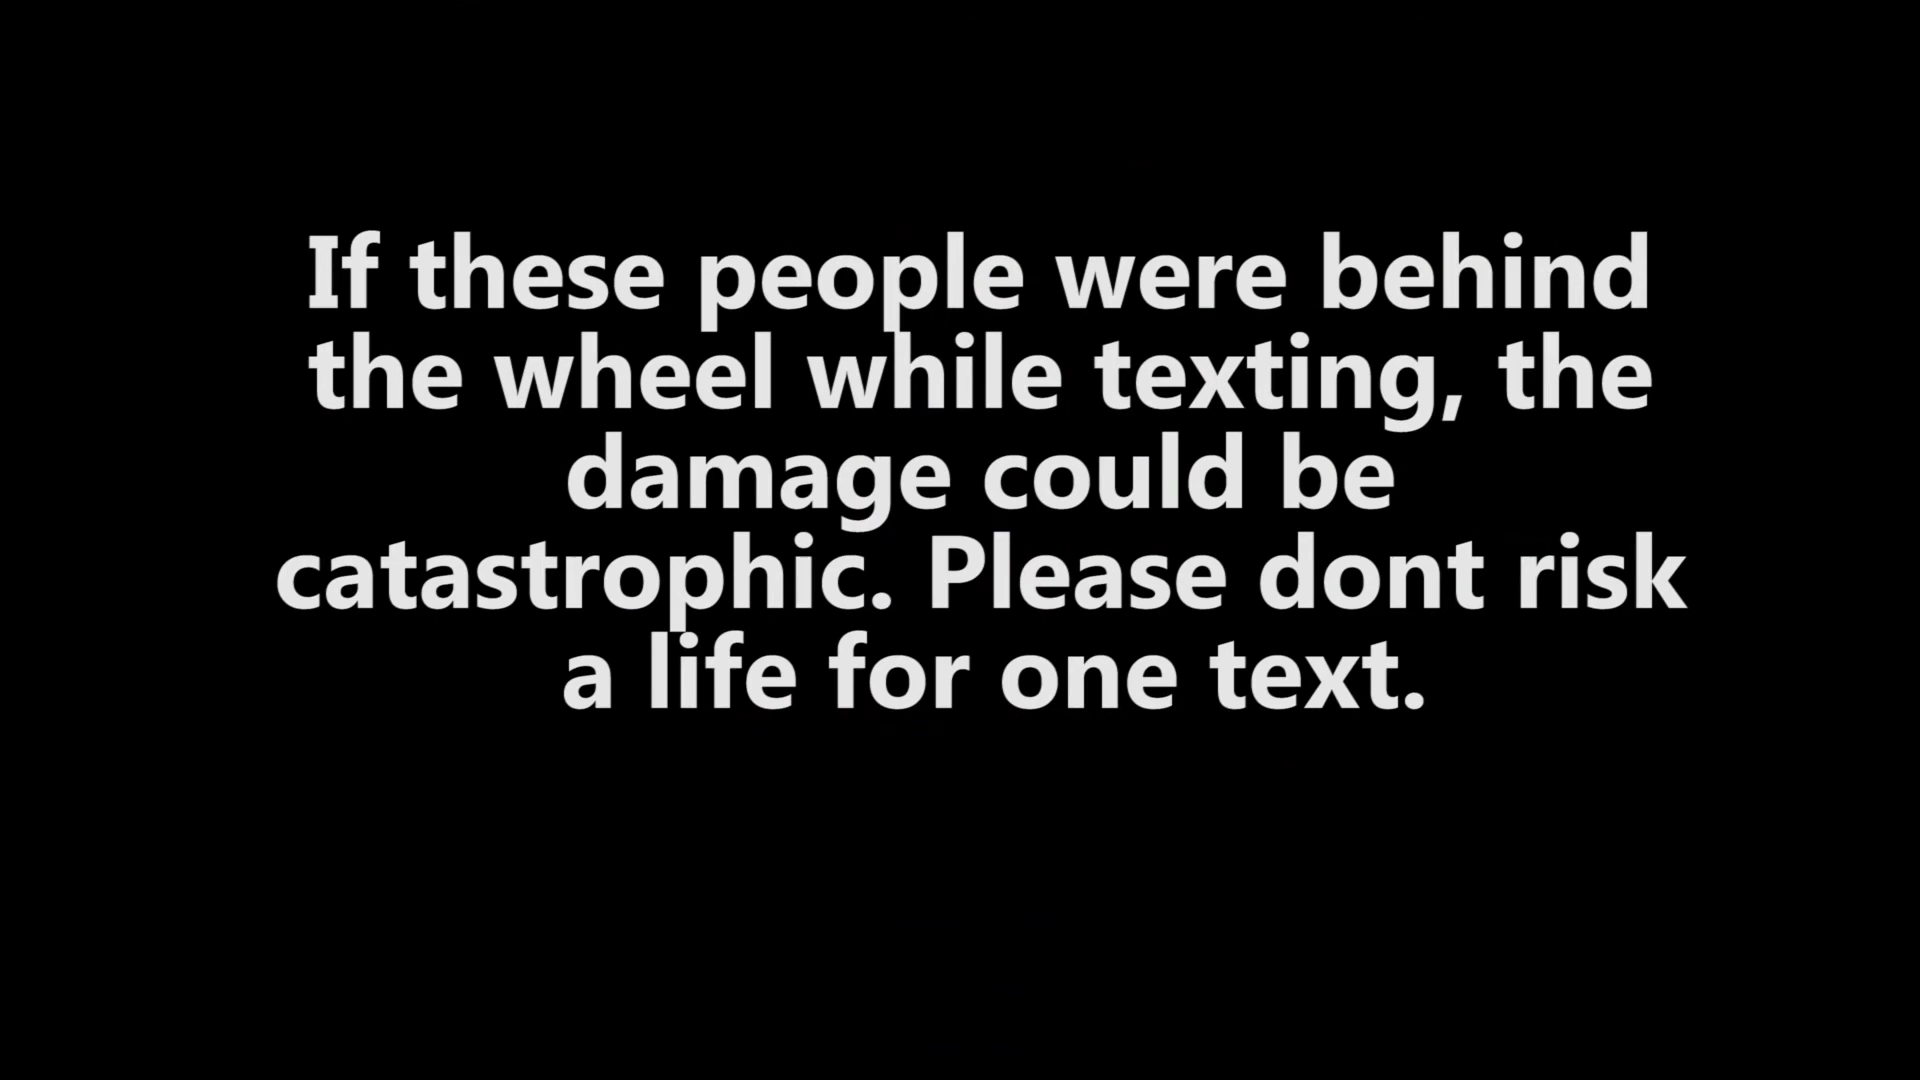 If these people were behind
the wheel while texting, the
damage could be
catastrophic. Please dont risk
a life for one text.